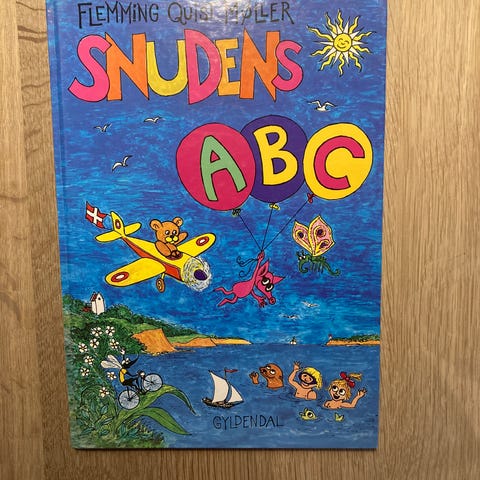 FLEMMING QUIST MØLLER
SNUDENS
ABC
GYLDENDAL